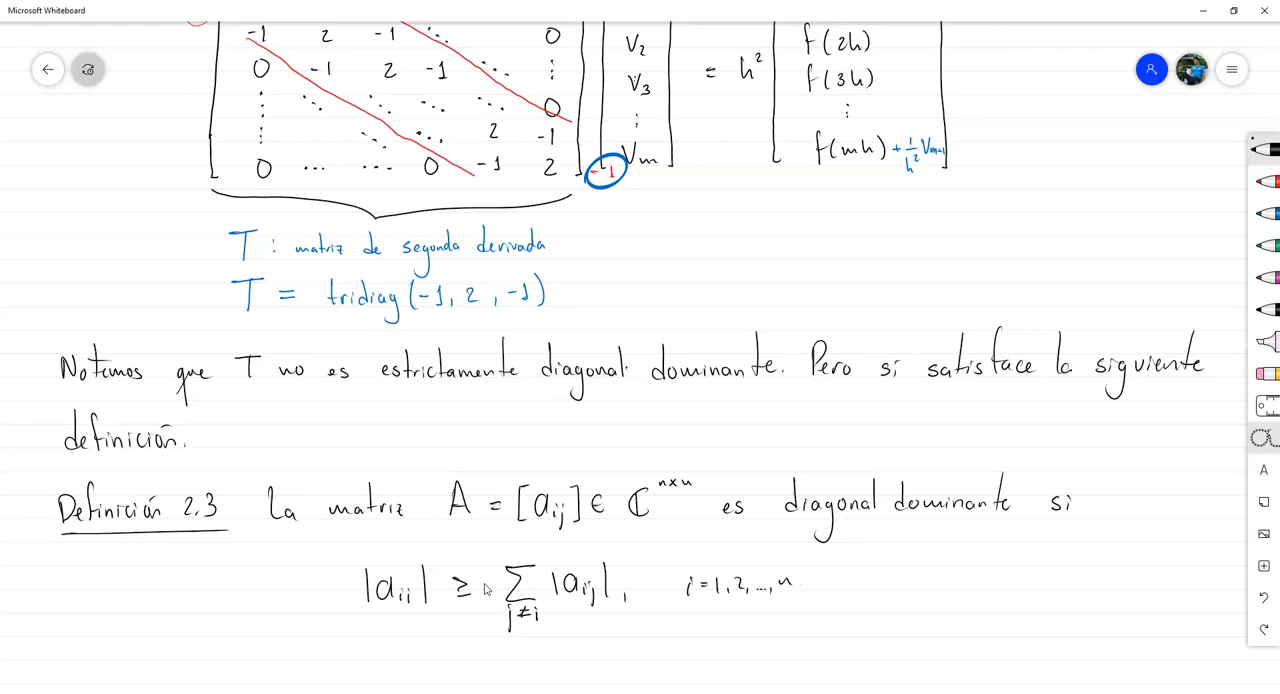 Microsoft Whiteboard
-1 2 -1 ⋱ 0 V2 f(2h)
0 -1 2 -1 ⋱ ⋮ V3 = h² f(3h)
⋮ ⋱ ⋱ ⋱ ⋱ 0 ⋮ ⋮
⋮ ⋱ ⋱ 2 -1
0 ... ... 0 -1 2 -1 Vm f(mh) + 1/h² Vm+1
T : matriz de segunda derivada
T = tridiag(-1, 2, -1)
Notemos que T no es estrictamente diagonal dominante. Pero sí satisface la siguiente
definición.
Definición 2.3 La matriz A = [aij] ∈ ℂ^{n×n} es diagonal dominante si
|aii| ≥ ∑_{j≠i} |aij|, i=1,2,...,n.
A